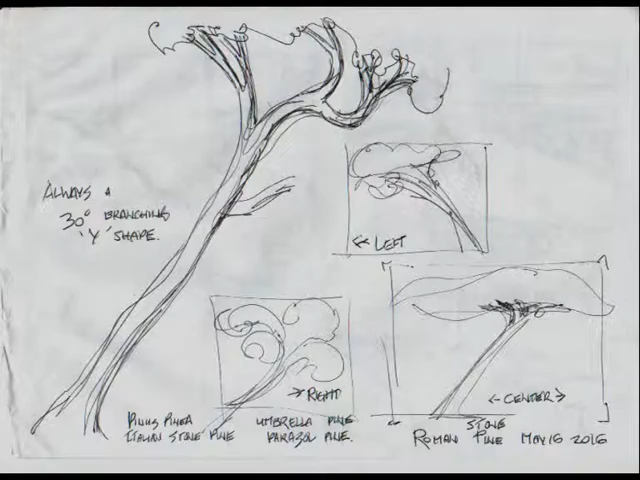 ALWAYS A
30° BRANCHING
'Y' SHAPE.
<< LEFT
>> RIGHT
<- CENTER ->
PINUS PINEA
ITALIAN STONE PINE
UMBRELLA PINE
PARASOL PINE.
STONE
ROMAN PINE MAY 16 2016